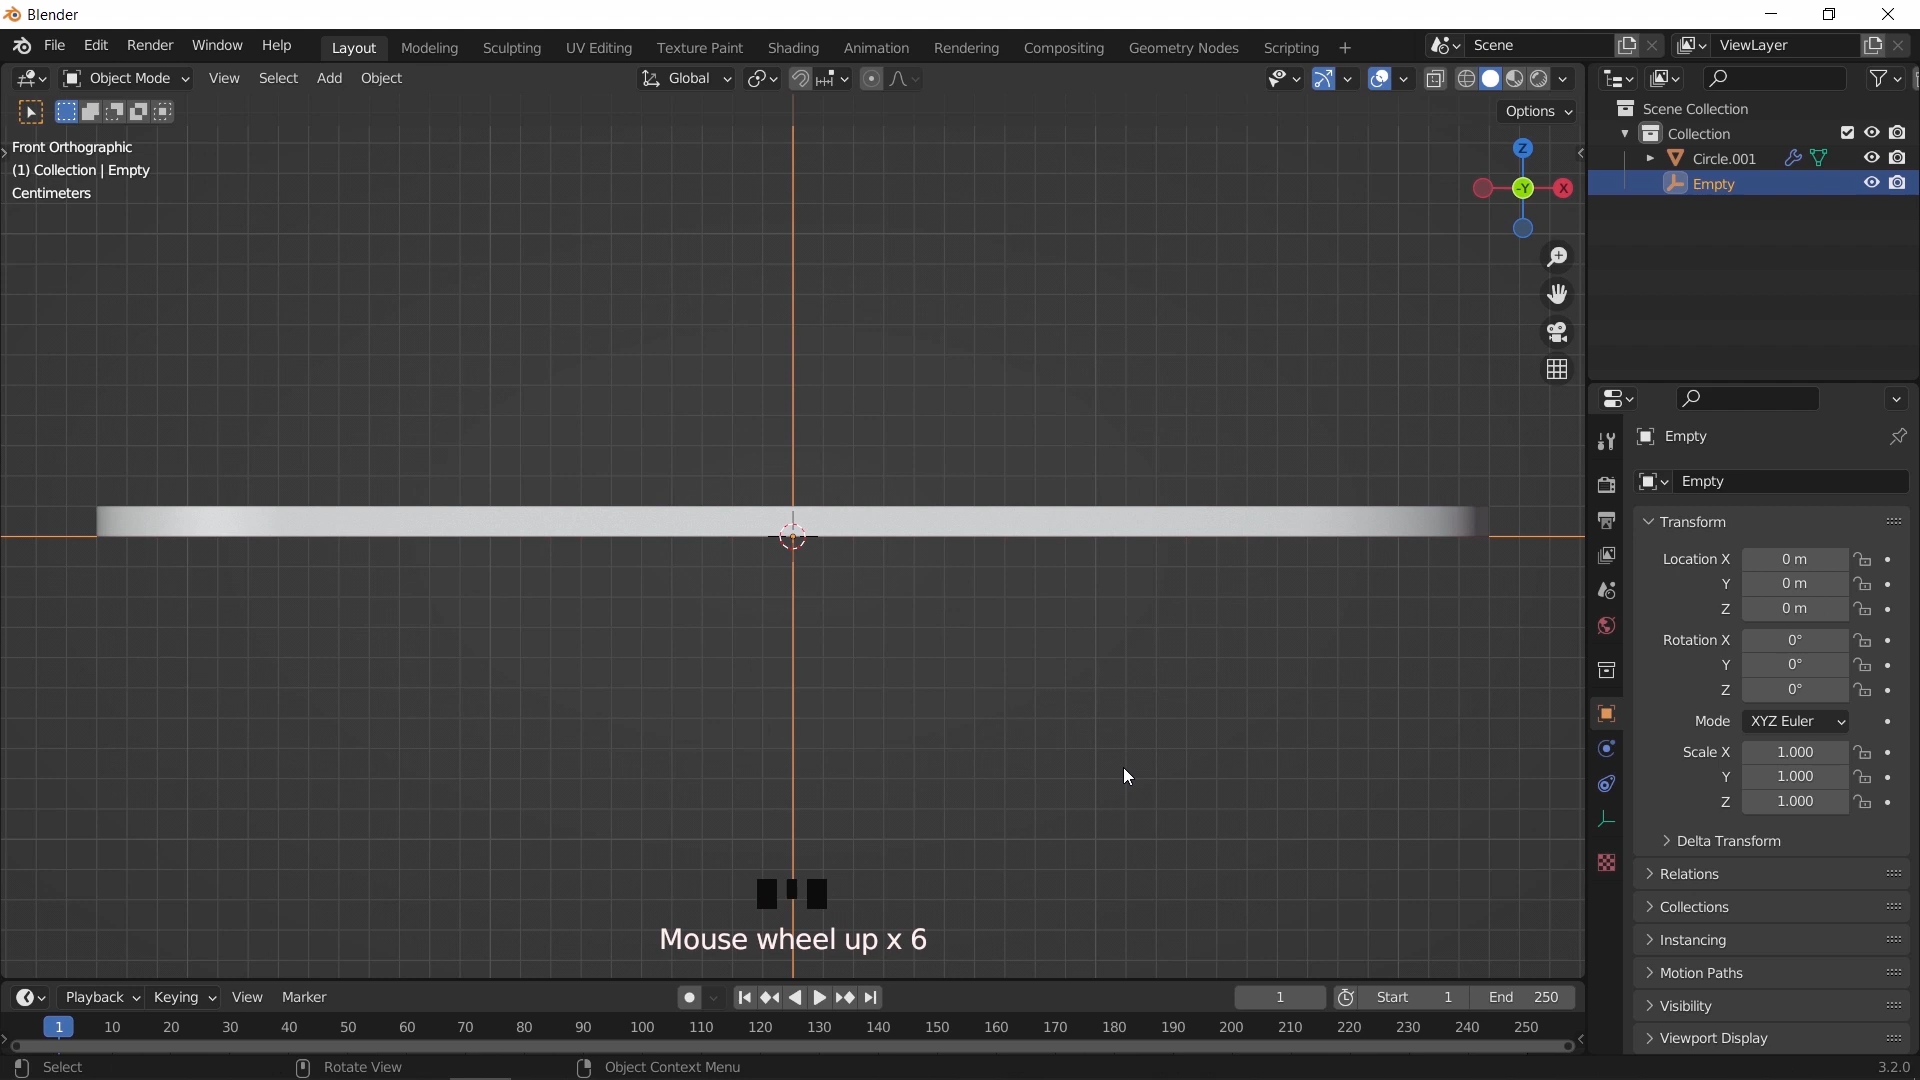 Blender
File Edit Render Window Help Layout Modeling Sculpting UV Editing Texture Paint Shading Animation Rendering Compositing Geometry Nodes Scripting + Scene ViewLayer
Object Mode View Select Add Object Global
Options
Front Orthographic
(1) Collection | Empty
Centimeters
Z
-Y
X
Scene Collection
Collection
Circle.001
Empty
Empty
Empty
Transform
Location X 0 m
Y 0 m
Z 0 m
Rotation X 0°
Y 0°
Z 0°
Mode XYZ Euler
Scale X 1.000
Y 1.000
Z 1.000
Delta Transform
Relations
Collections
Instancing
Motion Paths
Visibility
Viewport Display
Mouse wheel up x 6
Playback Keying View Marker 1 Start 1 End 250
1 10 20 30 40 50 60 70 80 90 100 110 120 130 140 150 160 170 180 190 200 210 220 230 240 250
Select Rotate View Object Context Menu 3.2.0